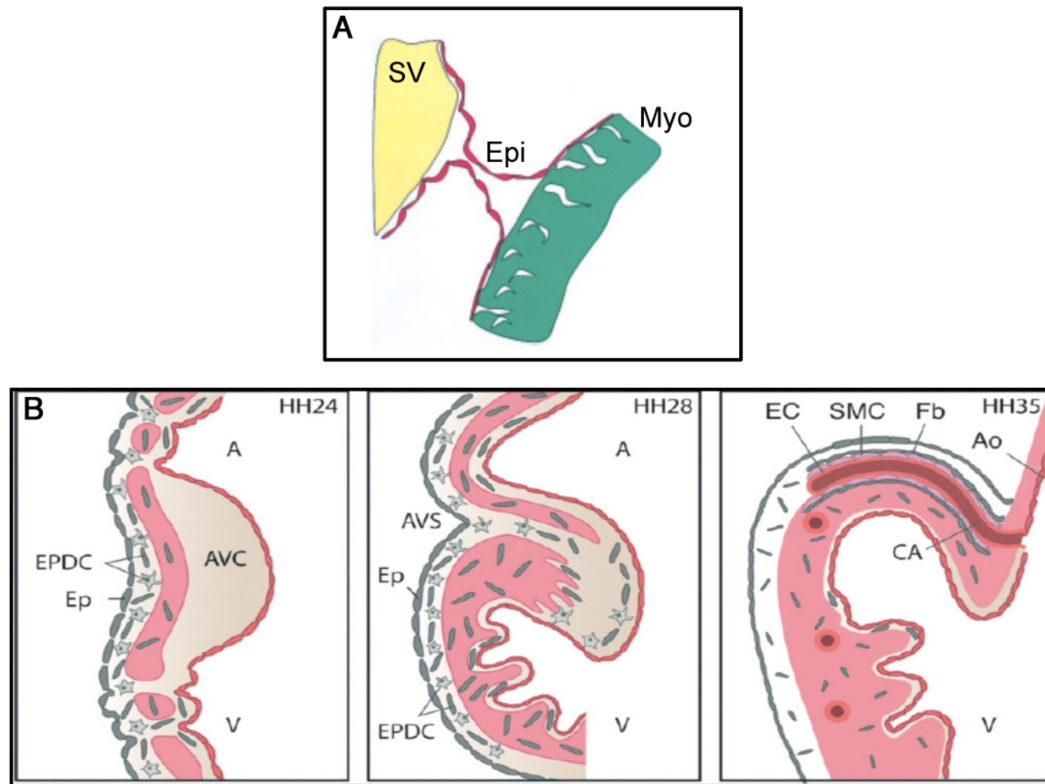 A
SV
Myo
Epi
B
HH24
A
EPDC
AVC
Ep
V
HH28
A
AVS
Ep
EPDC
V
EC SMC Fb HH35
Ao
CA
V